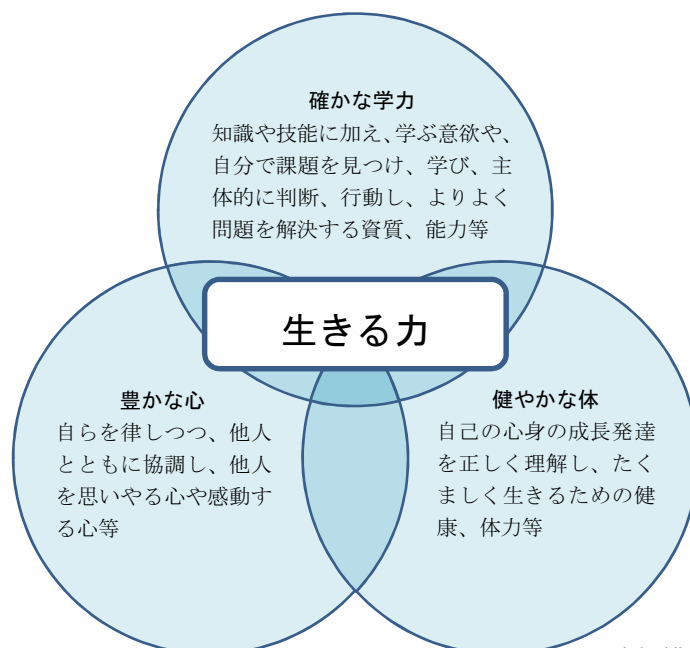 確かな学力
知識や技能に加え、学ぶ意欲や、
自分で課題を見つけ、学び、主
体的に判断、行動し、よりよく
問題を解決する資質、能力等
生きる力
豊かな心
自らを律しつつ、他人
とともに協調し、他人
を思いやる心や感動す
る心等
健やかな体
自己の心身の成長発達
を正しく理解し、たく
ましく生きるための健
康、体力等